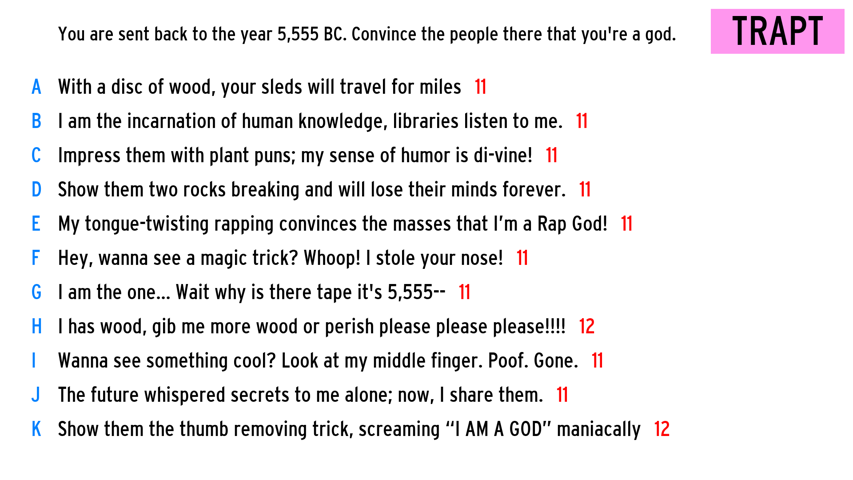 You are sent back to the year 5,555 BC. Convince the people there that you're a god.
TRAPT
A With a disc of wood, your sleds will travel for miles 11
B I am the incarnation of human knowledge, libraries listen to me. 11
C Impress them with plant puns; my sense of humor is di-vine! 11
D Show them two rocks breaking and will lose their minds forever. 11
E My tongue-twisting rapping convinces the masses that I’m a Rap God! 11
F Hey, wanna see a magic trick? Whoop! I stole your nose! 11
G I am the one... Wait why is there tape it's 5,555-- 11
H I has wood, gib me more wood or perish please please please!!!! 12
I Wanna see something cool? Look at my middle finger. Poof. Gone. 11
J The future whispered secrets to me alone; now, I share them. 11
K Show them the thumb removing trick, screaming “I AM A GOD” maniacally 12